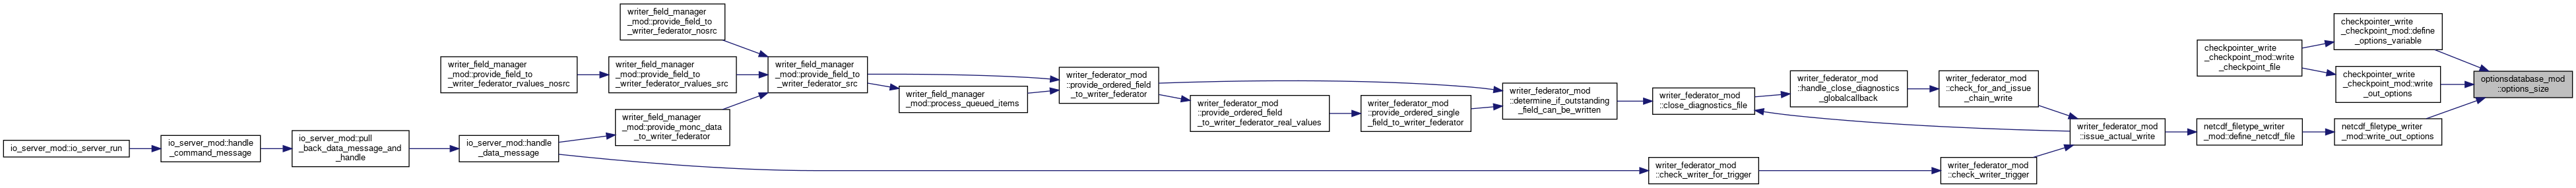 writer_field_manager
_mod::provide_field_to
_writer_federator_nosrc
writer_field_manager
_mod::provide_field_to
_writer_federator_rvalues_nosrc
writer_field_manager
_mod::provide_field_to
_writer_federator_rvalues_src
writer_field_manager
_mod::provide_field_to
_writer_federator_src
writer_field_manager
_mod::process_queued_items
writer_field_manager
_mod::provide_monc_data
_to_writer_federator
io_server_mod::io_server_run
io_server_mod::handle
_command_message
io_server_mod::pull
_back_data_message_and
_handle
io_server_mod::handle
_data_message
writer_federator_mod
::provide_ordered_field
_to_writer_federator
writer_federator_mod
::provide_ordered_field
_to_writer_federator_real_values
writer_federator_mod
::provide_ordered_single
_field_to_writer_federator
writer_federator_mod
::determine_if_outstanding
_field_can_be_written
writer_federator_mod
::close_diagnostics_file
writer_federator_mod
::handle_close_diagnostics
_globalcallback
writer_federator_mod
::check_for_and_issue
_chain_write
writer_federator_mod
::check_writer_for_trigger
writer_federator_mod
::check_writer_trigger
writer_federator_mod
::issue_actual_write
netcdf_filetype_writer
_mod::define_netcdf_file
netcdf_filetype_writer
_mod::write_out_options
checkpointer_write
_checkpoint_mod::write
_checkpoint_file
checkpointer_write
_checkpoint_mod::define
_options_variable
checkpointer_write
_checkpoint_mod::write
_out_options
optionsdatabase_mod
::options_size